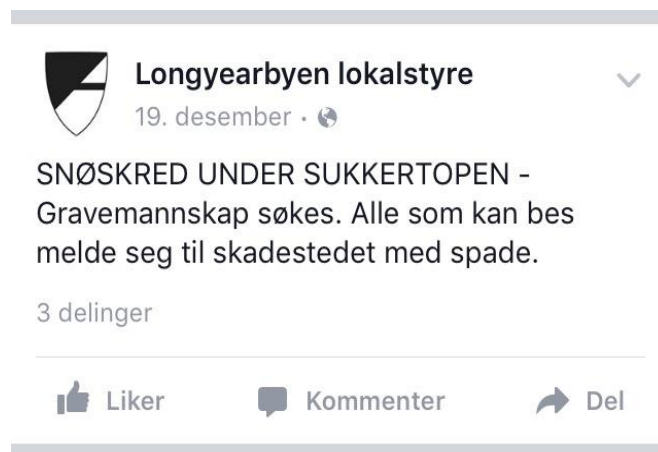 Longyearbyen lokalstyre
19. desember ·
SNØSKRED UNDER SUKKERTOPEN -
Gravemannskap søkes. Alle som kan bes
melde seg til skadestedet med spade.
3 delinger
Liker Kommenter Del